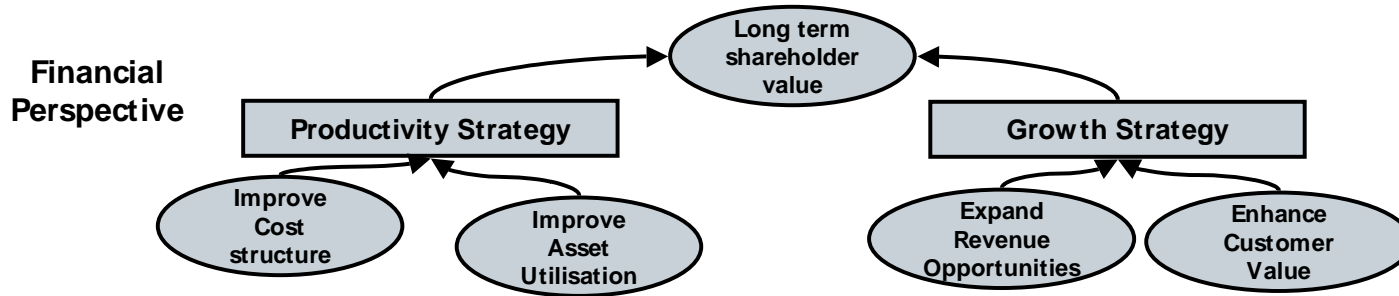 Long term
shareholder
value
Financial
Perspective
Productivity Strategy
Growth Strategy
Improve
Cost
structure
Improve
Asset
Utilisation
Expand
Revenue
Opportunities
Enhance
Customer
Value